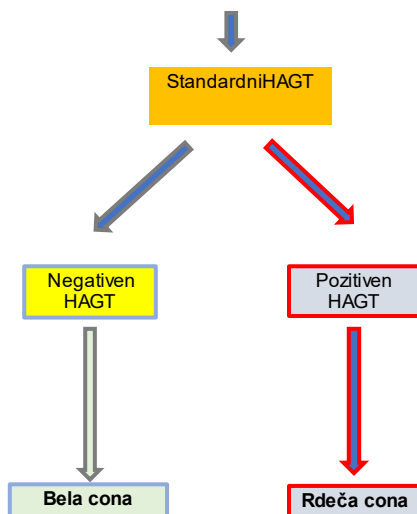 StandardniHAGT
Negativen
HAGT
Pozitiven
HAGT
Bela cona
Rdeča cona